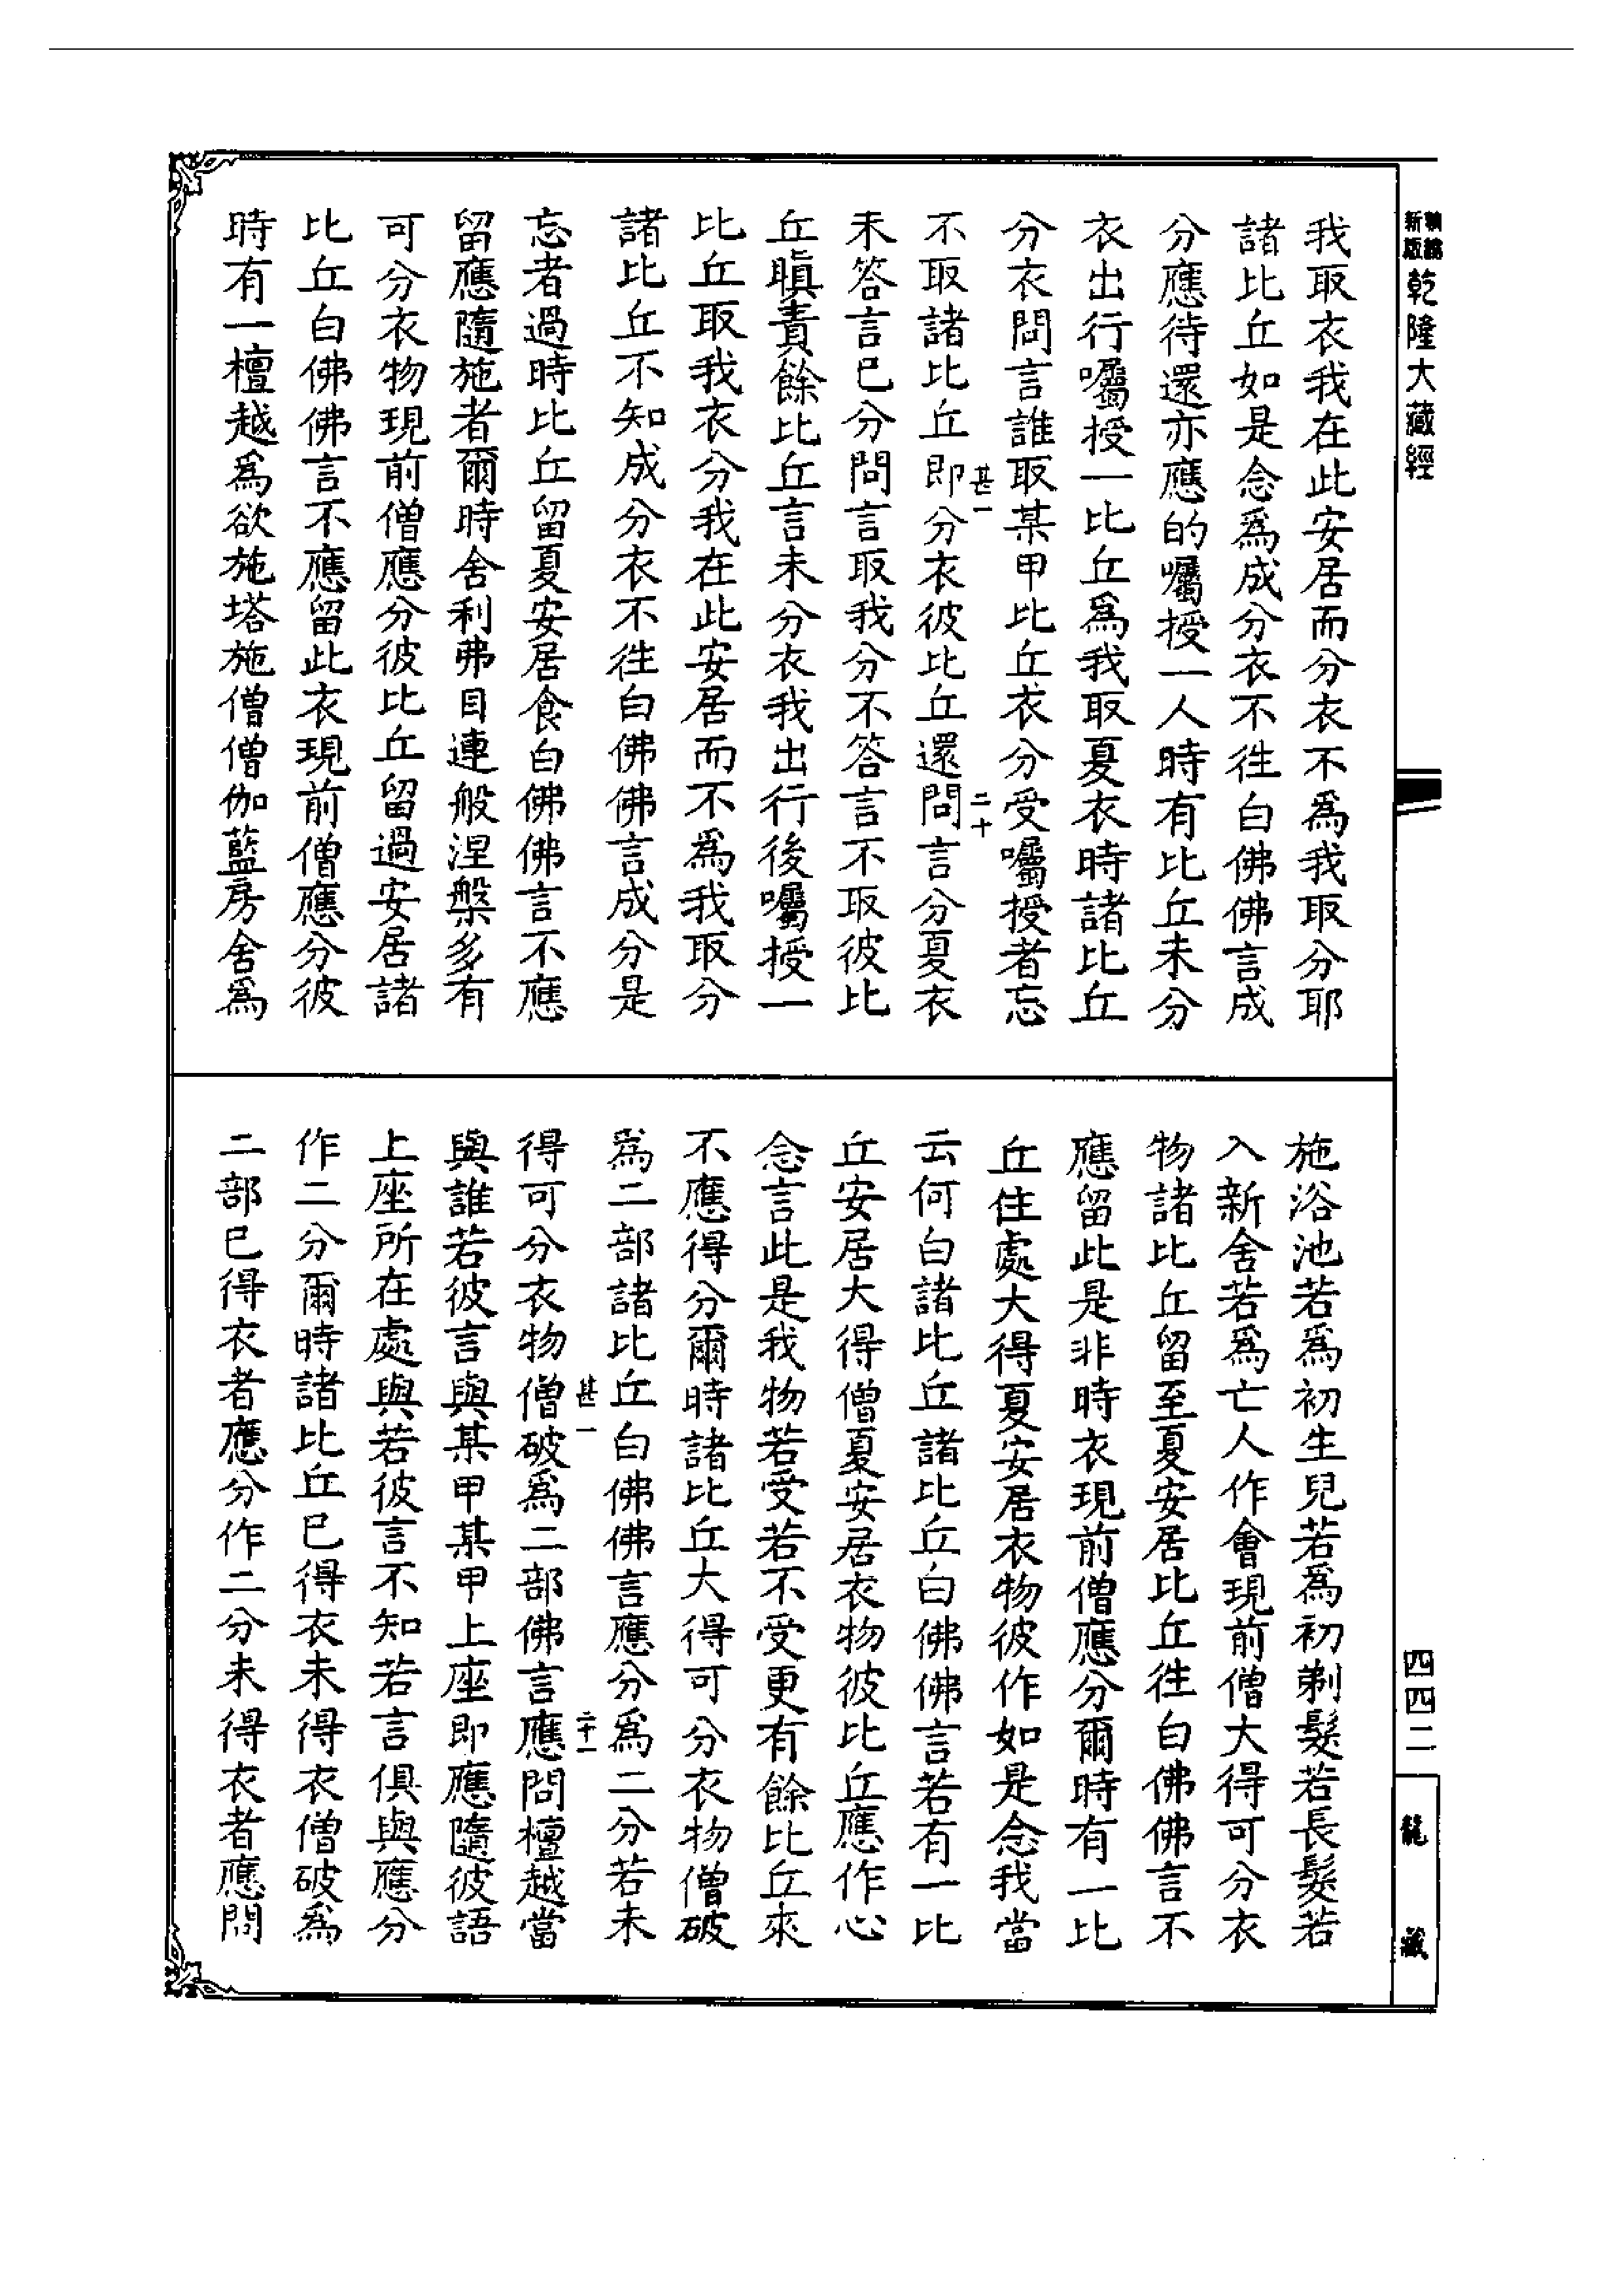 新版 精縮 乾隆大藏經
我取衣我在此安居而分衣不為我取分耶
諸比丘如是念為成分衣不往白佛佛言成
分應待還亦應的囑授一人時有比丘未分
衣出行囑授一比丘為我取夏衣時諸比丘
分衣問言誰取某甲比丘衣分受囑授者忘
甚一 二十
不取諸比丘即分衣彼比丘還問言分夏衣
未答言已分問言取我分不答言不取彼比
丘瞋責餘比丘言未分衣我出行後囑授一
比丘取我衣分我在此安居而不為我取分
諸比丘不知成分衣不往白佛佛言成分是
忘者過時比丘留夏安居食白佛佛言不應
留應隨施者爾時舍利弗目連般涅槃多有
可分衣物現前僧應分彼比丘留過安居諸
比丘白佛佛言不應留此衣現前僧應分彼
時有一檀越為欲施塔施僧僧伽藍房舍為
施浴池若為初生兒若為初剃髮若長髮若
入新舍若為亡人作會現前僧大得可分衣
物諸比丘留至夏安居比丘往白佛佛言不
應留此是非時衣現前僧應分爾時有一比
丘住處大得夏安居衣物彼作如是念我當
云何白諸比丘諸比丘白佛佛言若有一比
丘安居大得僧夏安居衣物彼比丘應作心
念言此是我物若受若不受更有餘比丘來
不應得分爾時諸比丘大得可分衣物僧破
為二部諸比丘白佛佛言應分為二分若未
甚一 二十一
得可分衣物僧破為二部佛言應問檀越當
與誰若彼言與某甲某甲上座即應隨彼語
上座所在處與若彼言不知若言俱與應分
作二分爾時諸比丘已得衣未得衣僧破為
二部已得衣者應分作二分未得衣者應問
四四二
龍藏